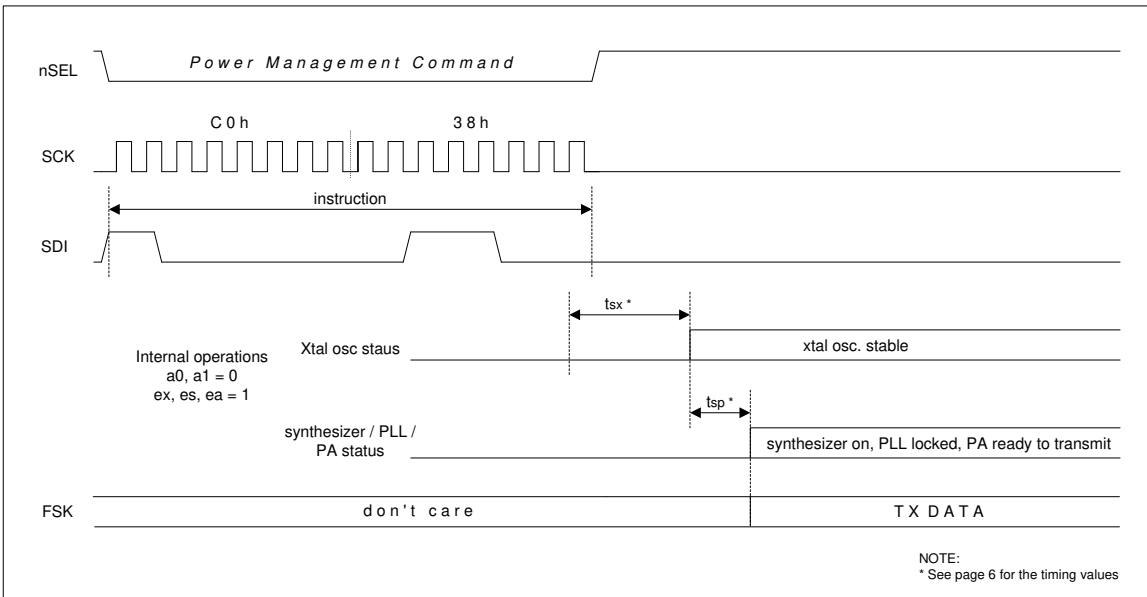 nSEL
Power Management Command
C0h
38h
SCK
instruction
SDI
tsx *
Internal operations
a0, a1 = 0
ex, es, ea = 1
Xtal osc staus
xtal osc. stable
tsp *
synthesizer / PLL /
PA status
synthesizer on, PLL locked, PA ready to transmit
FSK
don't care
TX DATA
NOTE:
* See page 6 for the timing values